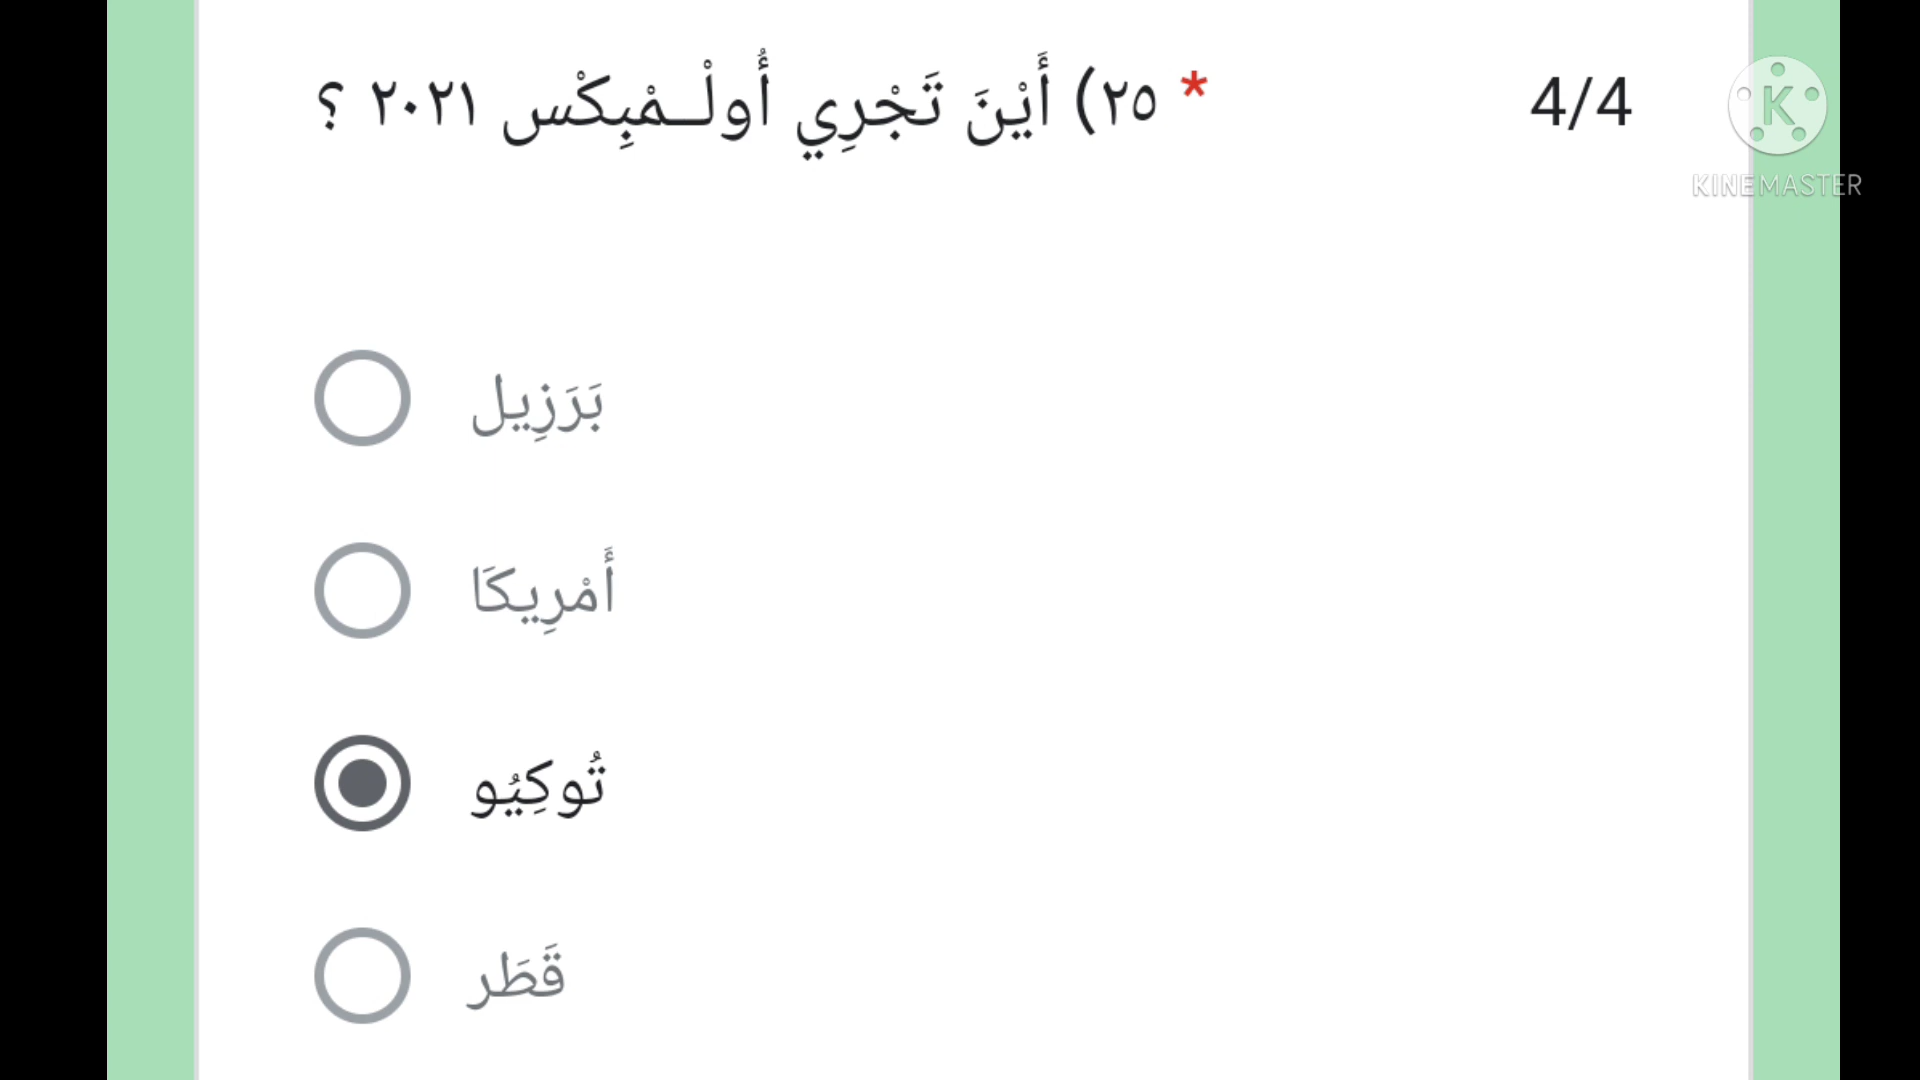 * ٢٥) أَيْنَ تَجْرِي أُولْـمْبِكْس ٢٠٢١ ؟
4/4
K
KINEMASTER
بَرَزِيل
أَمْرِيكَا
تُوكِيُو
قَطَر